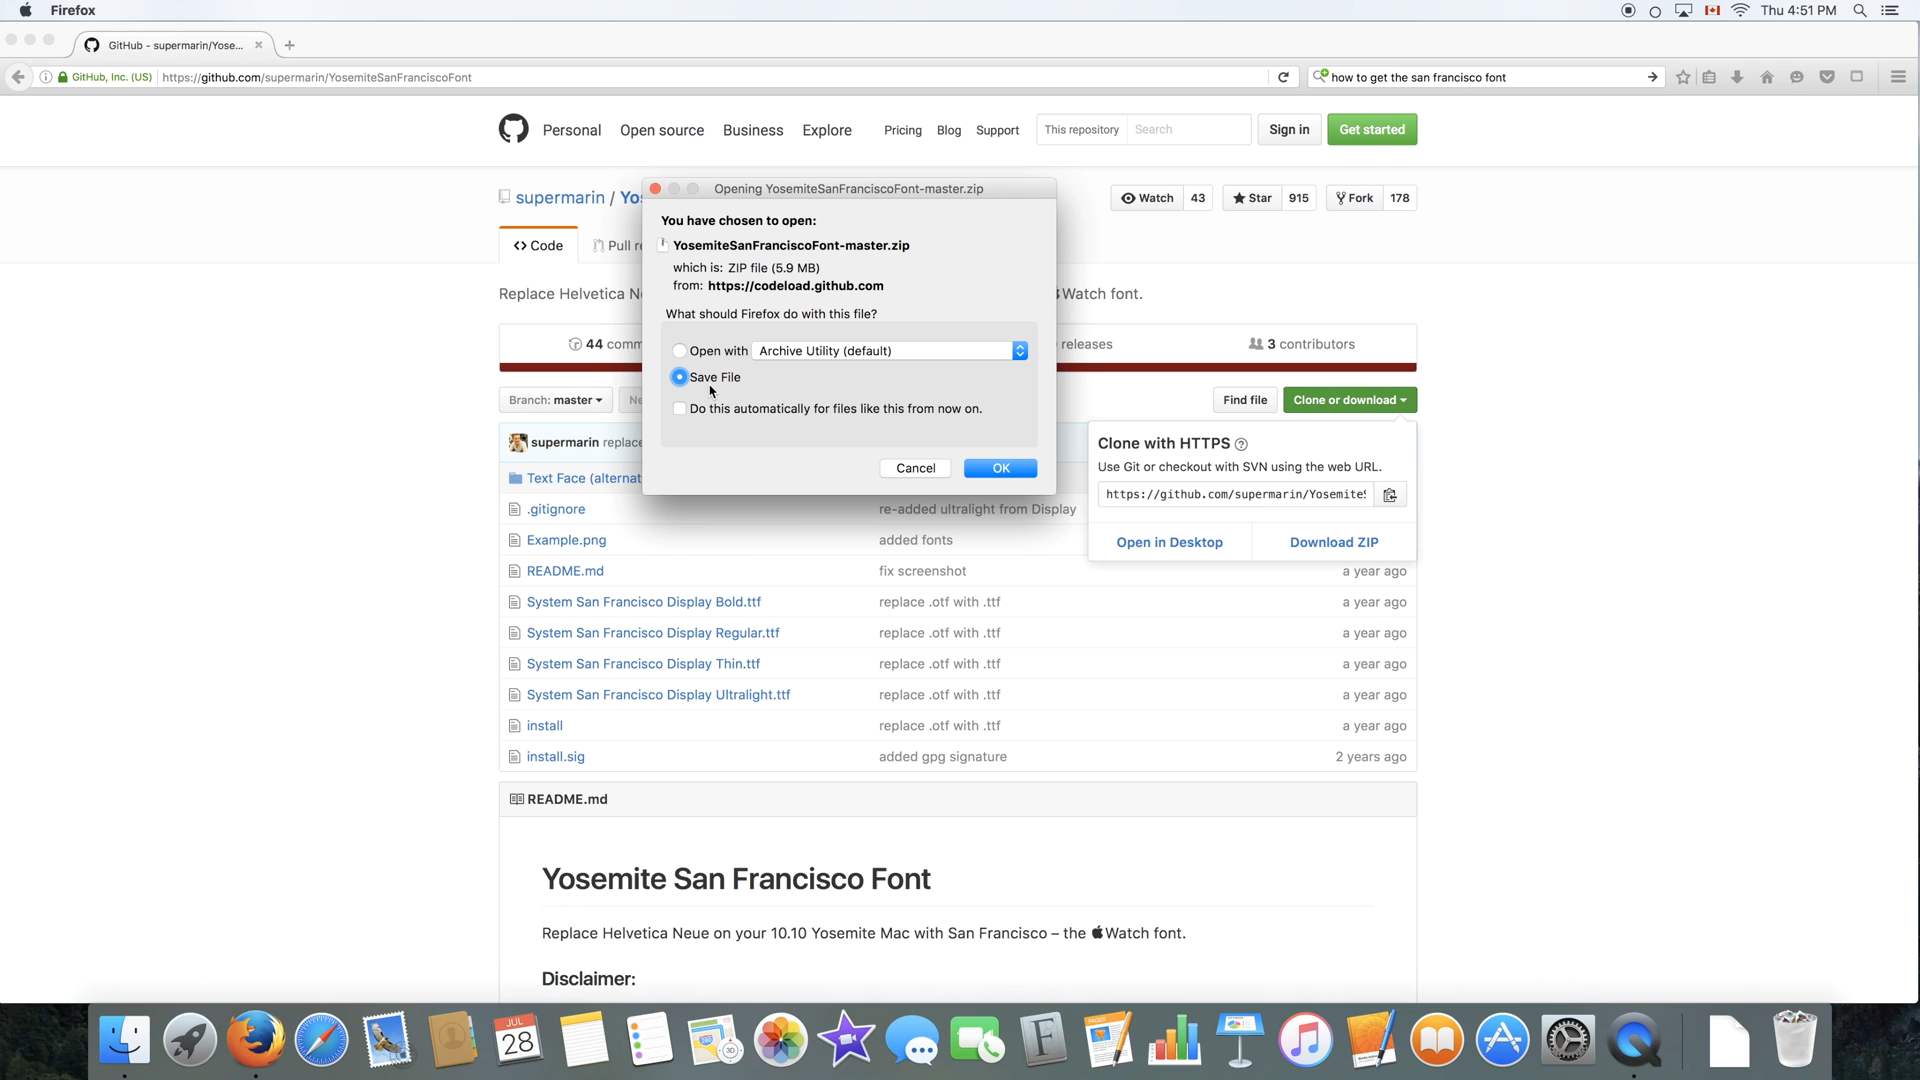 Firefox
Thu 4:51 PM
GitHub - supermarin/Yose...
GitHub, Inc. (US)
https://github.com/supermarin/YosemiteSanFranciscoFont
how to get the san francisco font
Personal Open source Business Explore Pricing Blog Support This repository Search Sign in Get started
supermarin / Yos
Watch 43 Star 915 Fork 178
Code Pull re
Opening YosemiteSanFranciscoFont-master.zip
You have chosen to open:
YosemiteSanFranciscoFont-master.zip
which is: ZIP file (5.9 MB)
from: https://codeload.github.com
What should Firefox do with this file?
Open with Archive Utility (default)
Save File
Do this automatically for files like this from now on.
Cancel OK
Replace Helvetica N Watch font.
44 comm releases 3 contributors
Branch: master Ne Find file Clone or download
Clone with HTTPS
Use Git or checkout with SVN using the web URL.
https://github.com/supermarin/Yosemite
Open in Desktop Download ZIP
supermarin replace
Text Face (alternat
.gitignore re-added ultralight from Display
Example.png added fonts
README.md fix screenshot a year ago
System San Francisco Display Bold.ttf replace .otf with .ttf a year ago
System San Francisco Display Regular.ttf replace .otf with .ttf a year ago
System San Francisco Display Thin.ttf replace .otf with .ttf a year ago
System San Francisco Display Ultralight.ttf replace .otf with .ttf a year ago
install replace .otf with .ttf a year ago
install.sig added gpg signature 2 years ago
README.md
Yosemite San Francisco Font
Replace Helvetica Neue on your 10.10 Yosemite Mac with San Francisco – the Watch font.
Disclaimer:
JUL
28